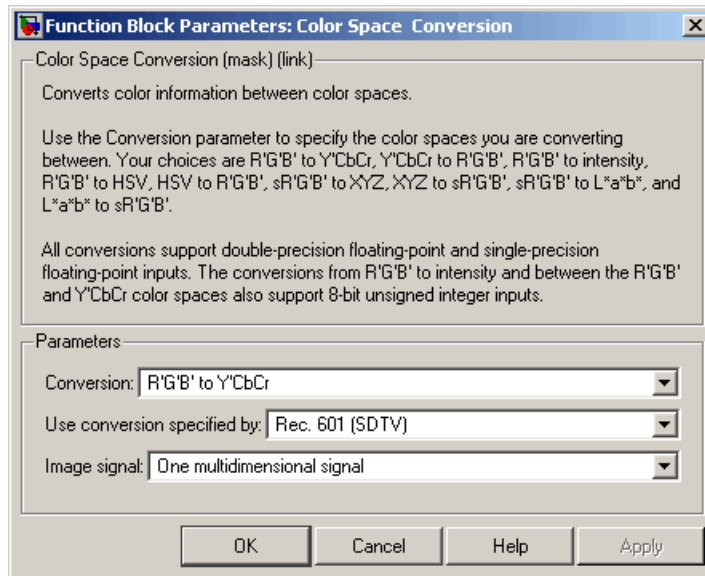 Function Block Parameters: Color Space Conversion
Color Space Conversion (mask) (link)
Converts color information between color spaces.
Use the Conversion parameter to specify the color spaces you are converting
between. Your choices are R'G'B' to Y'CbCr, Y'CbCr to R'G'B', R'G'B' to intensity,
R'G'B' to HSV, HSV to R'G'B', sR'G'B' to XYZ, XYZ to sR'G'B', sR'G'B' to L*a*b*, and
L*a*b* to sR'G'B'.
All conversions support double-precision floating-point and single-precision
floating-point inputs. The conversions from R'G'B' to intensity and between the R'G'B'
and Y'CbCr color spaces also support 8-bit unsigned integer inputs.
Parameters
Conversion: R'G'B' to Y'CbCr
Use conversion specified by: Rec. 601 (SDTV)
Image signal: One multidimensional signal
OK Cancel Help Apply